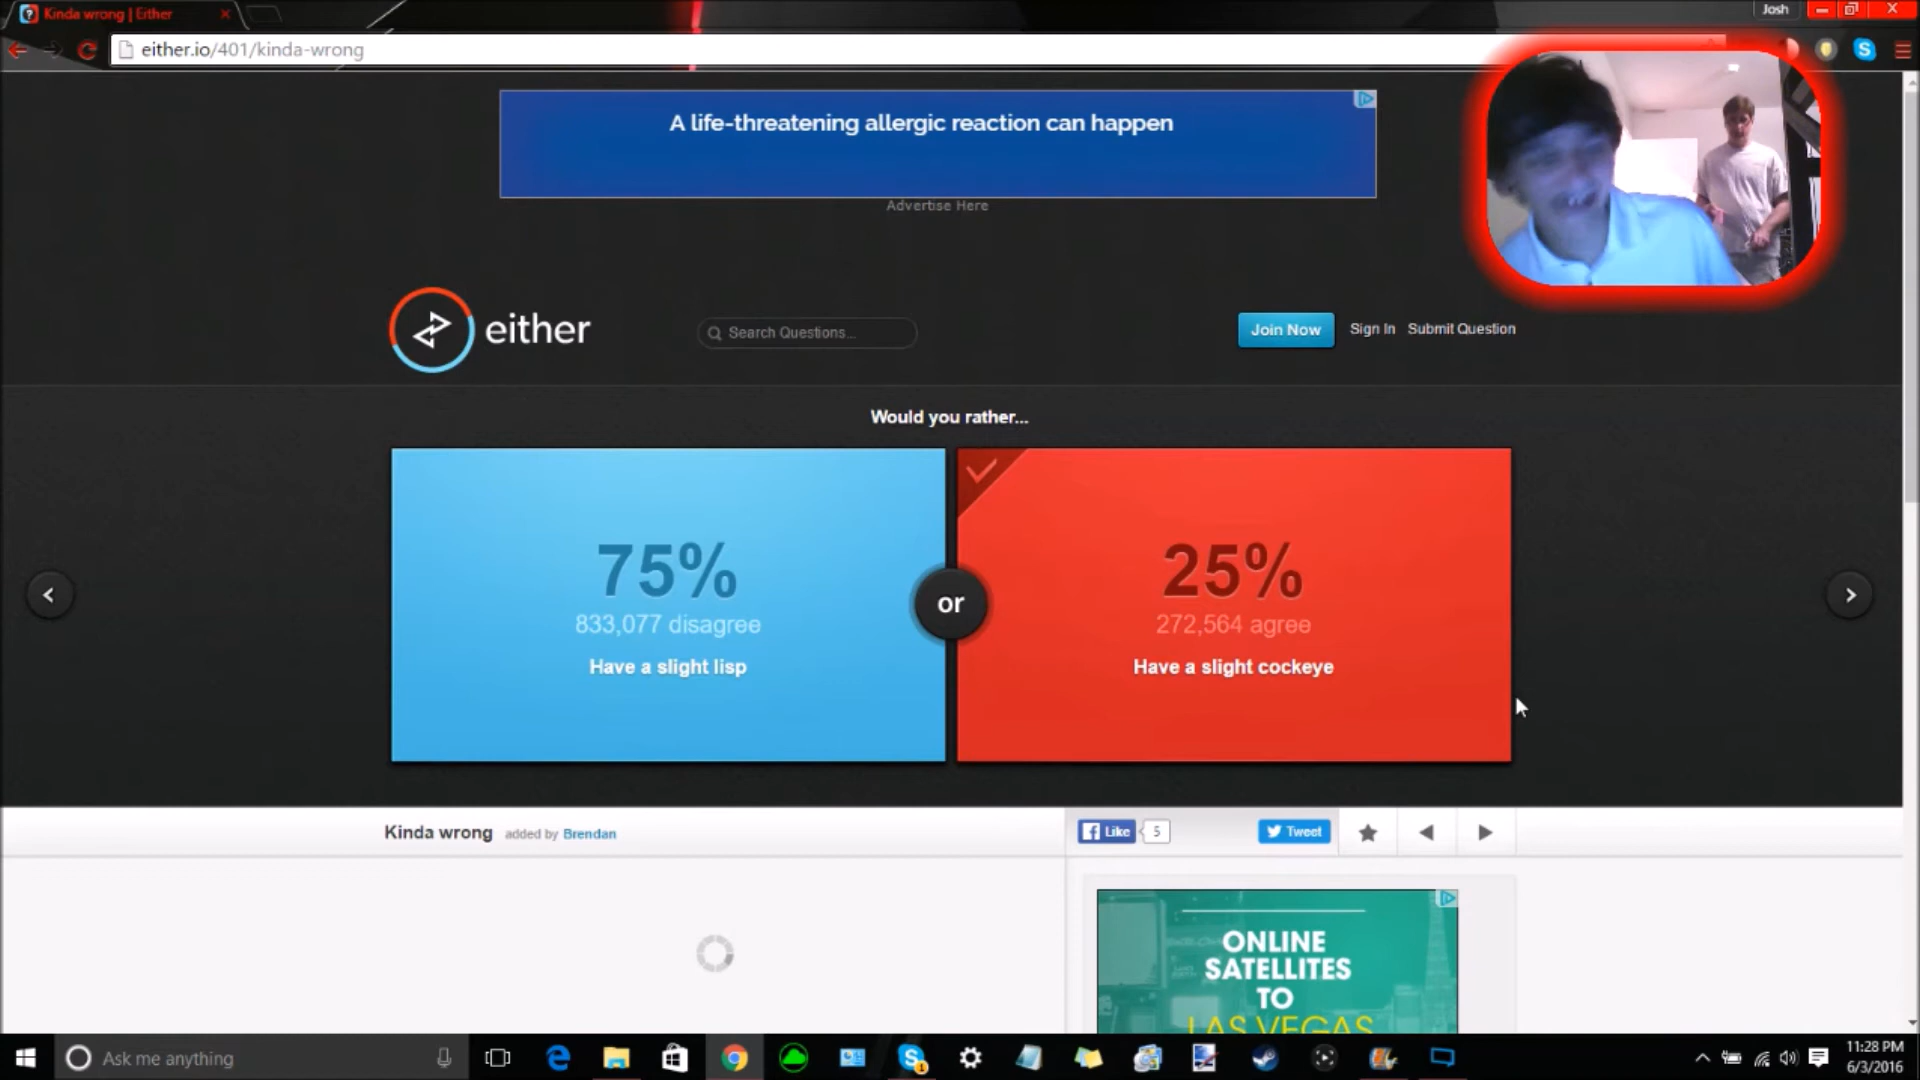 Kinda wrong | Either
Josh
either.io/401/kinda-wrong
A life-threatening allergic reaction can happen
Advertise Here
either
Search Questions...
Join Now
Sign In
Submit Question
Would you rather...
75%
833,077 disagree
Have a slight lisp
or
25%
272,564 agree
Have a slight cockeye
Kinda wrong added by Brendan
Like
5
Tweet
ONLINE
SATELLITES
TO
LAS VEGAS
Ask me anything
11:28 PM
6/3/2016